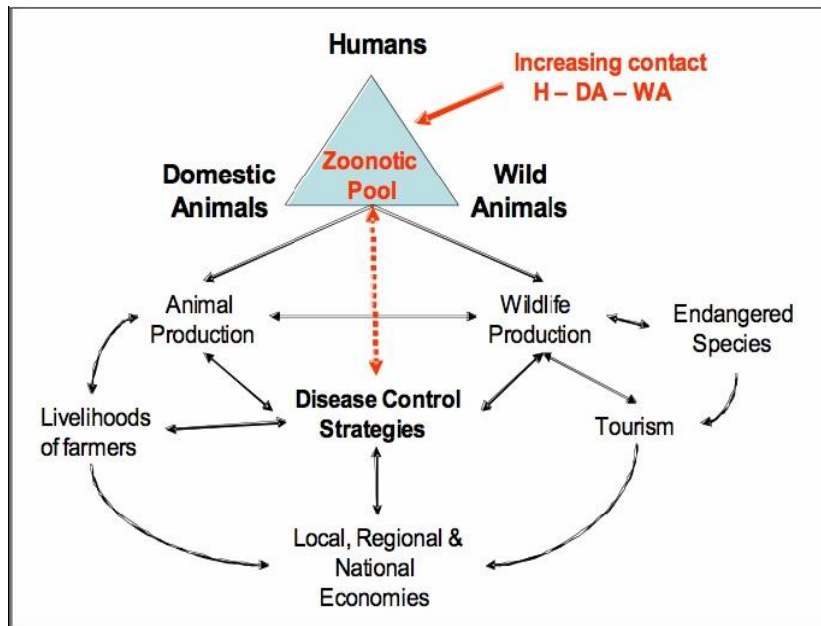 Humans
Increasing contact
H – DA – WA
Domestic
Animals
Zoonotic
Pool
Wild
Animals
Animal
Production
Wildlife
Production
Endangered
Species
Livelihoods
of farmers
Disease Control
Strategies
Tourism
Local, Regional &
National
Economies